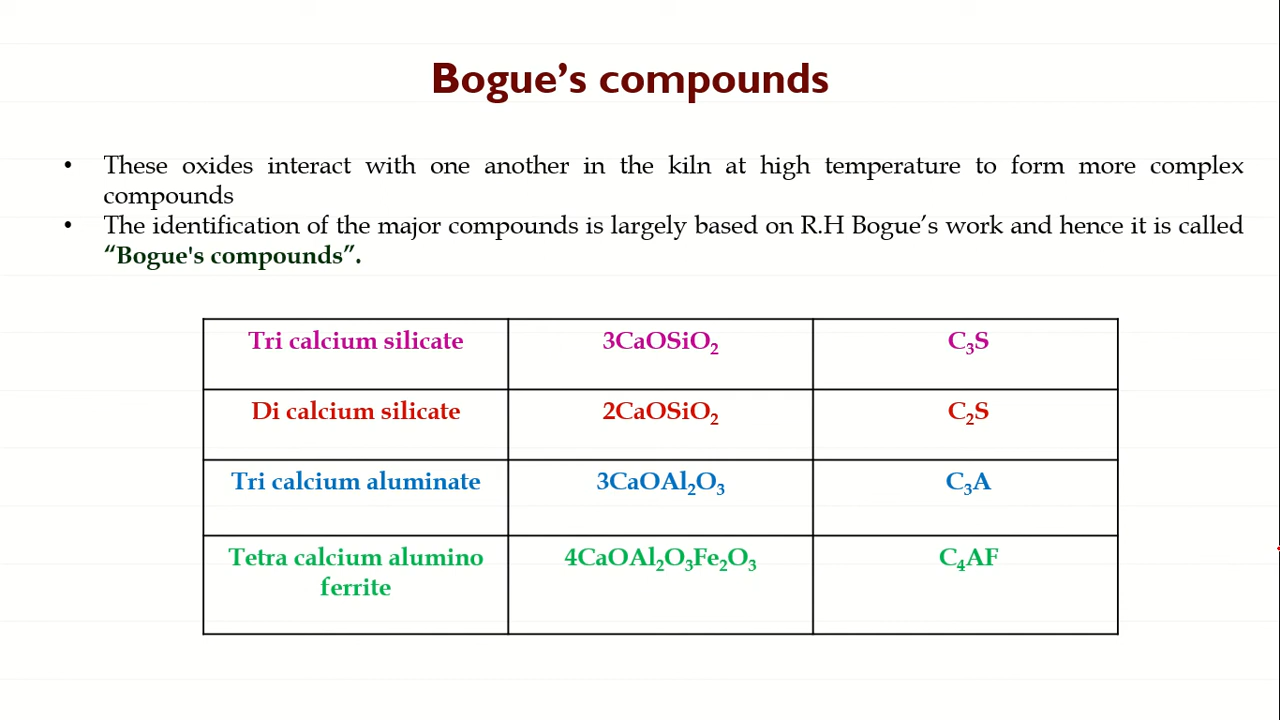 Bogue’s compounds
• These oxides interact with one another in the kiln at high temperature to form more complex
compounds
• The identification of the major compounds is largely based on R.H Bogue’s work and hence it is called
“Bogue's compounds”.
Tri calcium silicate 3CaOSiO₂ C₃S
Di calcium silicate 2CaOSiO₂ C₂S
Tri calcium aluminate 3CaOAl₂O₃ C₃A
Tetra calcium alumino 4CaOAl₂O₃Fe₂O₃ C₄AF
ferrite